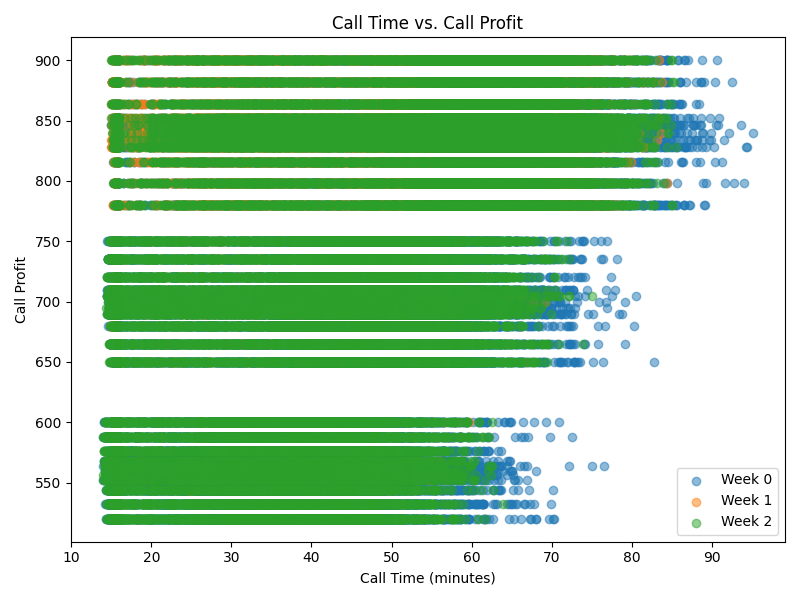 Call Time vs. Call Profit
Call Profit
900
850
800
750
700
650
600
550
10 20 30 40 50 60 70 80 90
Call Time (minutes)
Week 0
Week 1
Week 2